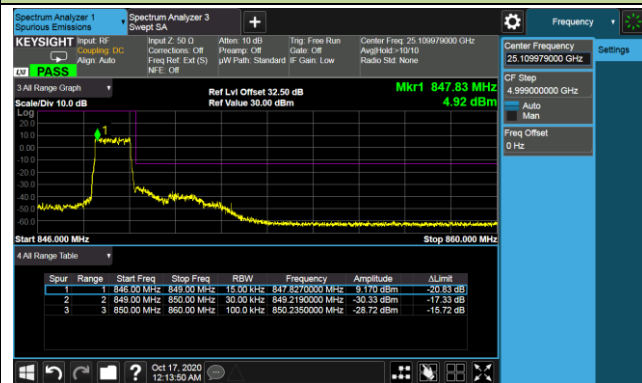 Spectrum Analyzer 1
Spurious Emissions
Spectrum Analyzer 3
Swept SA
Frequency
KEYSIGHT
Input: RF
Coupling: DC
Align: Auto
Input Z: 50 Ω
Corrections: Off
Freq Ref: Ext (S)
NFE: Off
Atten: 10 dB
Preamp: Off
µW Path: Standard
Trig: Free Run
Gate: Off
IF Gain: Low
Center Freq: 25.109979000 GHz
Avg|Hold:>10/10
Radio Std: None
LXI PASS
Center Frequency
25.109979000 GHz
Settings
CF Step
4.999000000 GHz
Auto
Man
Freq Offset
0 Hz
3 All Range Graph
Scale/Div 10.0 dB
Ref Lvl Offset 32.50 dB
Ref Value 30.00 dBm
Mkr1 847.83 MHz
4.92 dBm
Log
20.0
10.0
0.00
-10.0
-20.0
-30.0
-40.0
-50.0
-60.0
1
Start 846.000 MHz
Stop 860.000 MHz
4 All Range Table
Spur Range Start Freq Stop Freq RBW Frequency Amplitude ΔLimit
1 1 846.00 MHz 849.00 MHz 15.00 kHz 847.8270000 MHz 9.170 dBm -20.83 dB
2 2 849.00 MHz 850.00 MHz 30.00 kHz 849.2190000 MHz -30.33 dBm -17.33 dB
3 3 850.00 MHz 860.00 MHz 100.0 kHz 850.2350000 MHz -28.72 dBm -15.72 dB
Oct 17, 2020
12:13:50 AM